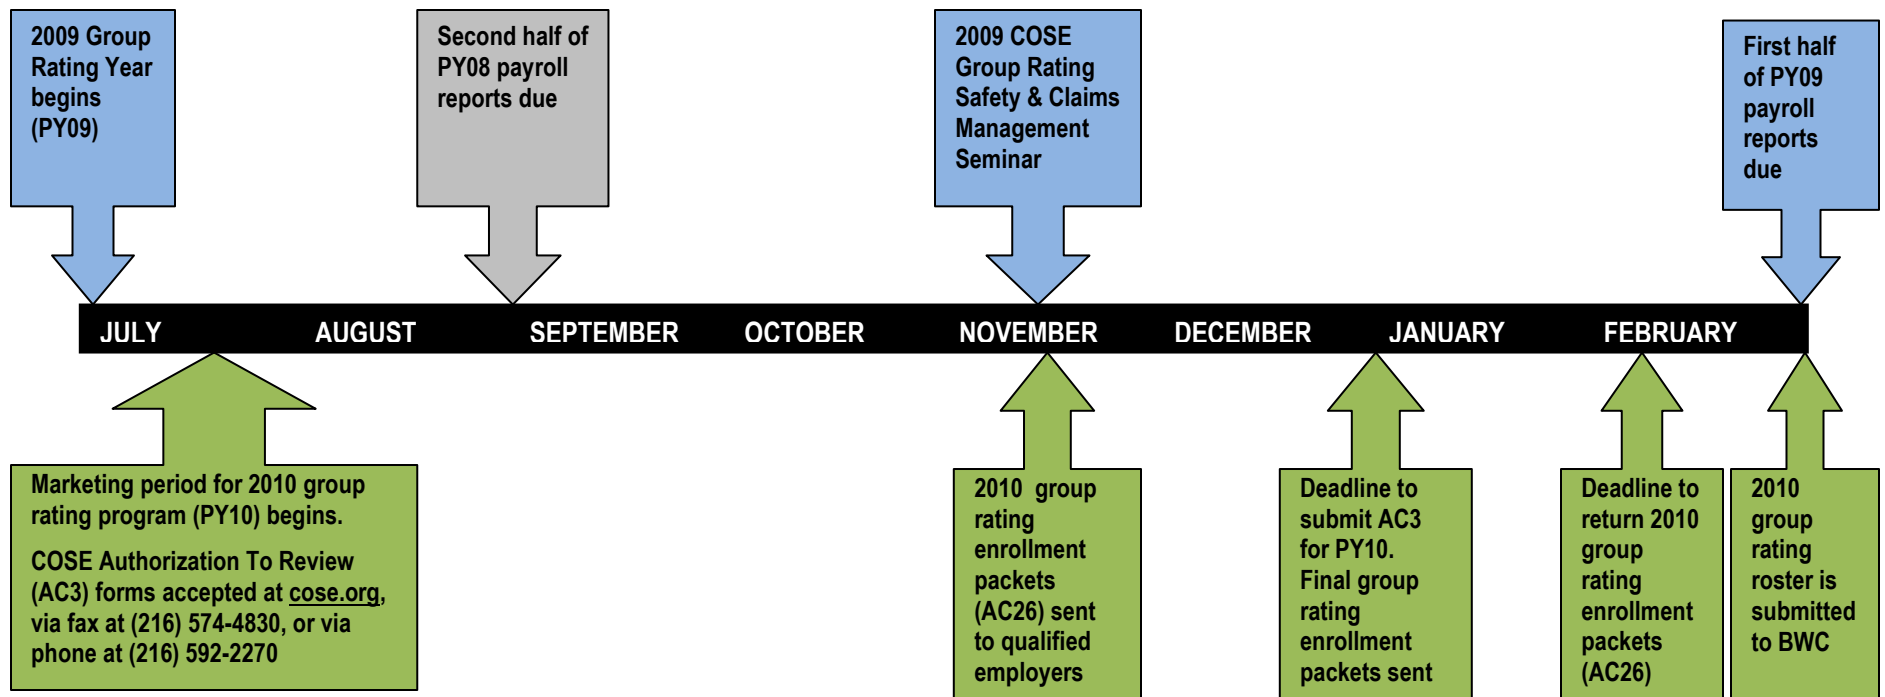 2009 Group
Rating Year
begins
(PY09)
Second half of
PY08 payroll
reports due
2009 COSE
Group Rating
Safety & Claims
Management
Seminar
First half
of PY09
payroll
reports
due
JULY AUGUST SEPTEMBER OCTOBER NOVEMBER DECEMBER JANUARY FEBRUARY
Marketing period for 2010 group
rating program (PY10) begins.
COSE Authorization To Review
(AC3) forms accepted at cose.org,
via fax at (216) 574-4830, or via
phone at (216) 592-2270
2010 group
rating
enrollment
packets
(AC26) sent
to qualified
employers
Deadline to
submit AC3
for PY10.
Final group
rating
enrollment
packets sent
Deadline to
return 2010
group
rating
enrollment
packets
(AC26)
2010
group
rating
roster is
submitted
to BWC